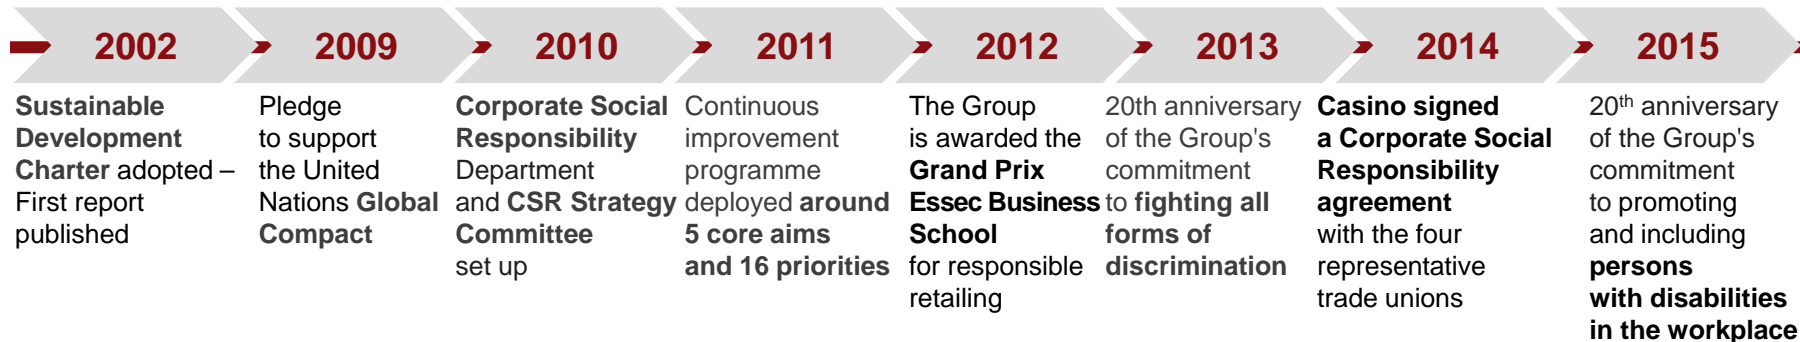 2002
Sustainable
Development
Charter adopted –
First report
published
2009
Pledge
to support
the United
Nations Global
Compact
2010
Corporate Social
Responsibility
Department
and CSR Strategy
Committee
set up
2011
Continuous
improvement
programme
deployed around
5 core aims
and 16 priorities
2012
The Group
is awarded the
Grand Prix
Essec Business
School
for responsible
retailing
2013
20th anniversary
of the Group's
commitment
to fighting all
forms of
discrimination
2014
Casino signed
a Corporate Social
Responsibility
agreement
with the four
representative
trade unions
2015
20th anniversary
of the Group's
commitment
to promoting
and including
persons
with disabilities
in the workplace